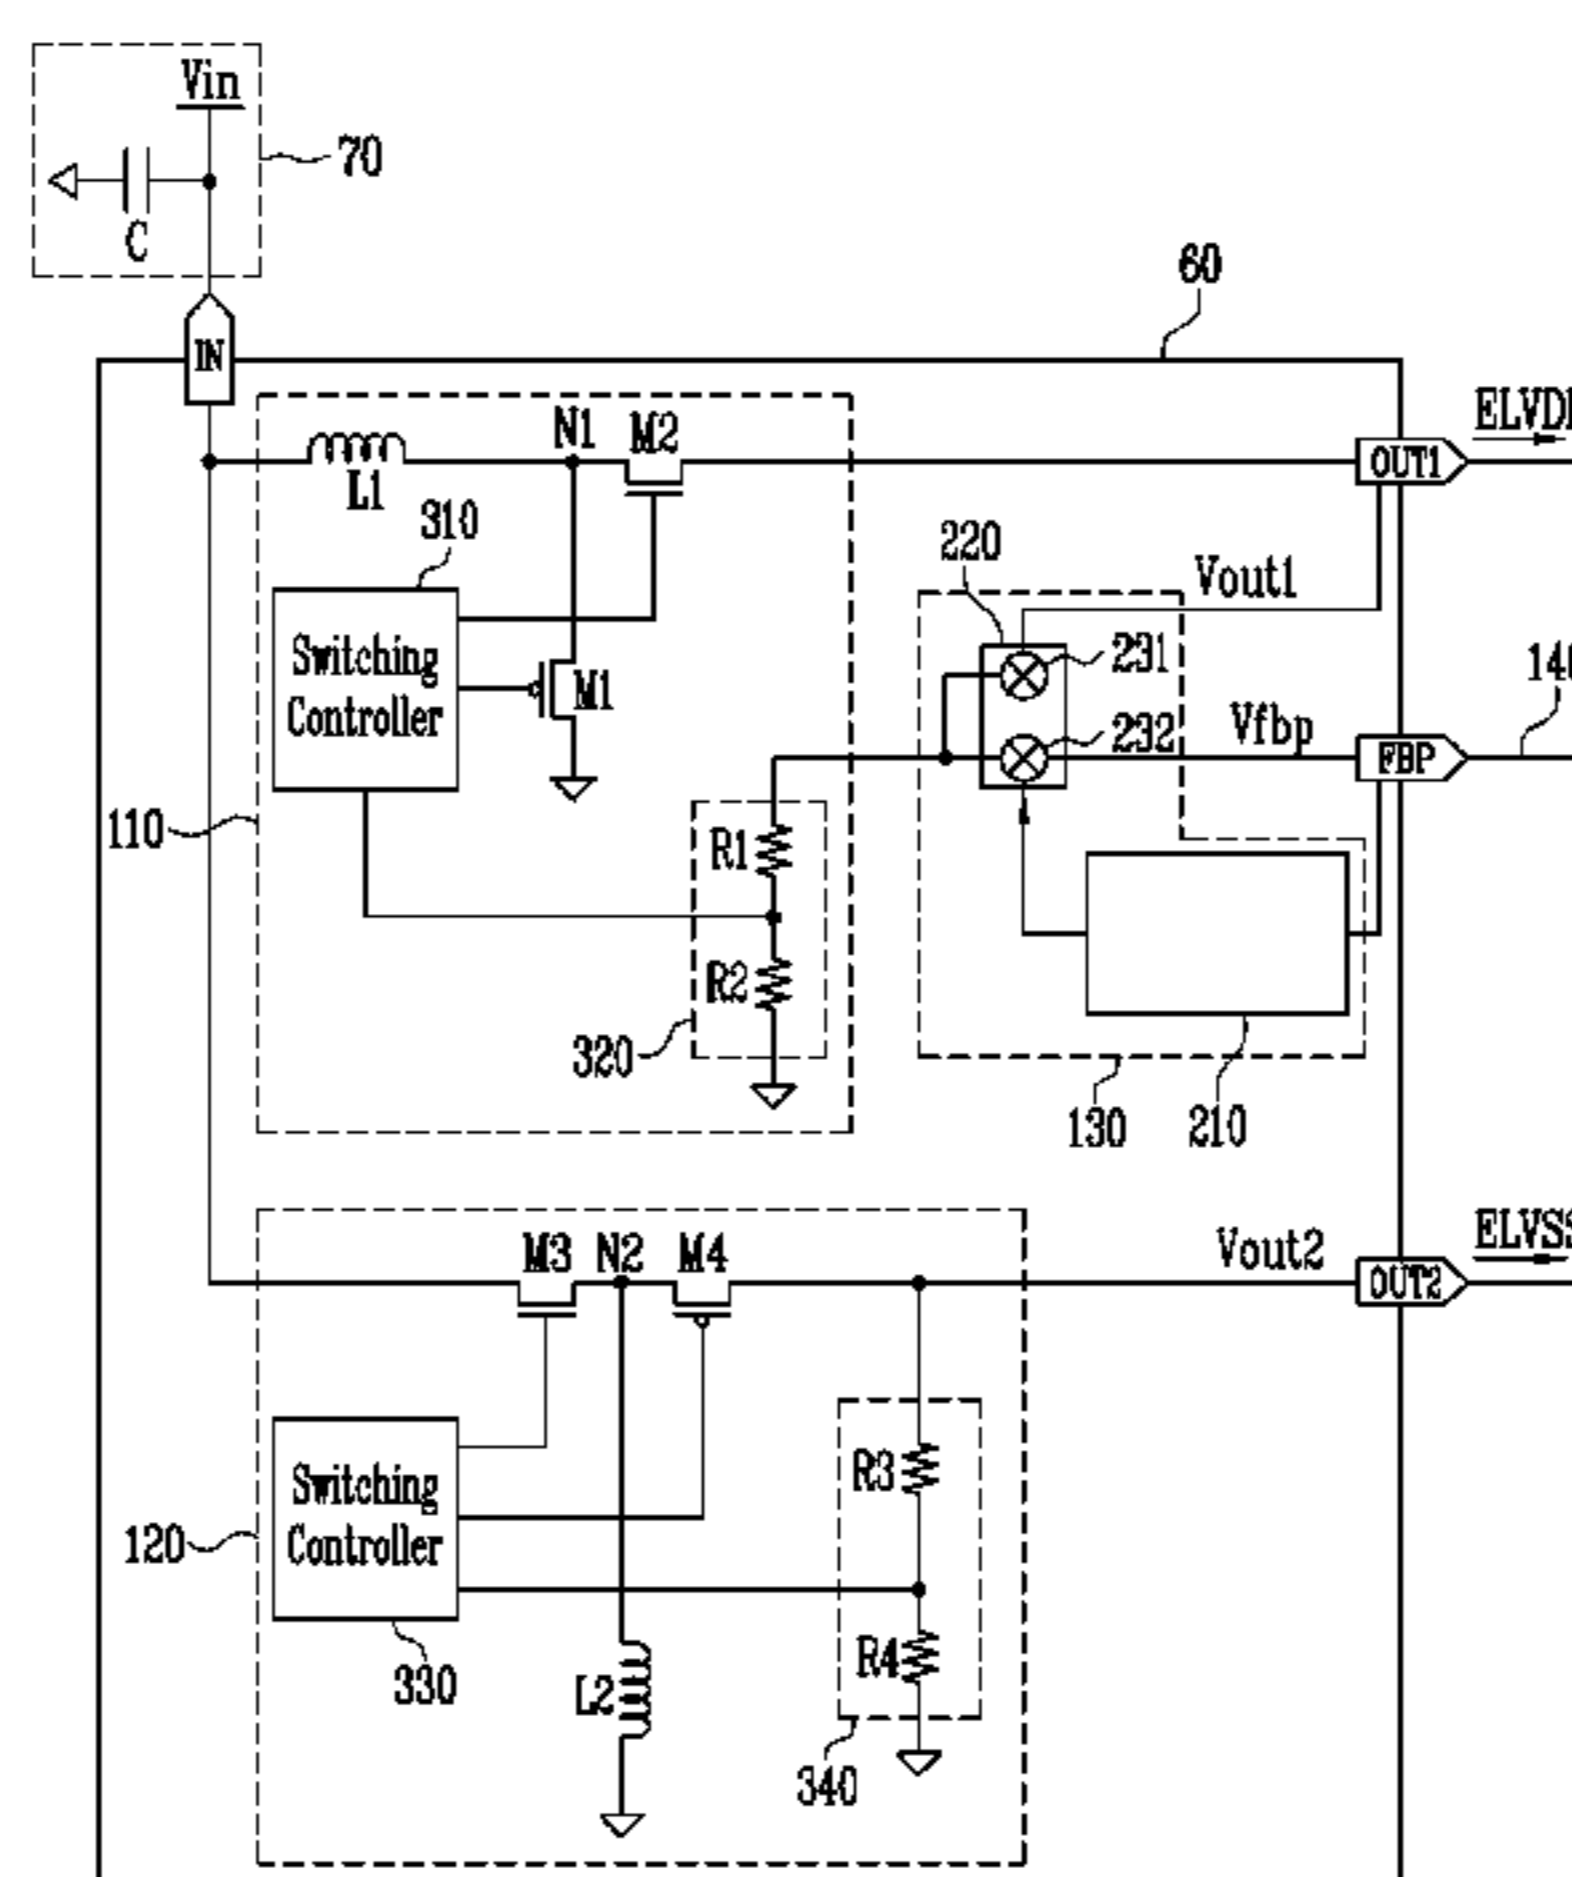 Vin
70
C
60
IN
ELVD
N1
M2
OUT1
L1
310
220
Vout1
Switching
Controller
231
M1
232
Vfbp
FBP
14
110
R1
R2
320
130
210
M3
N2
M4
Vout2
ELVSS
OUT2
R3
Switching
Controller
120
R4
330
L2
340